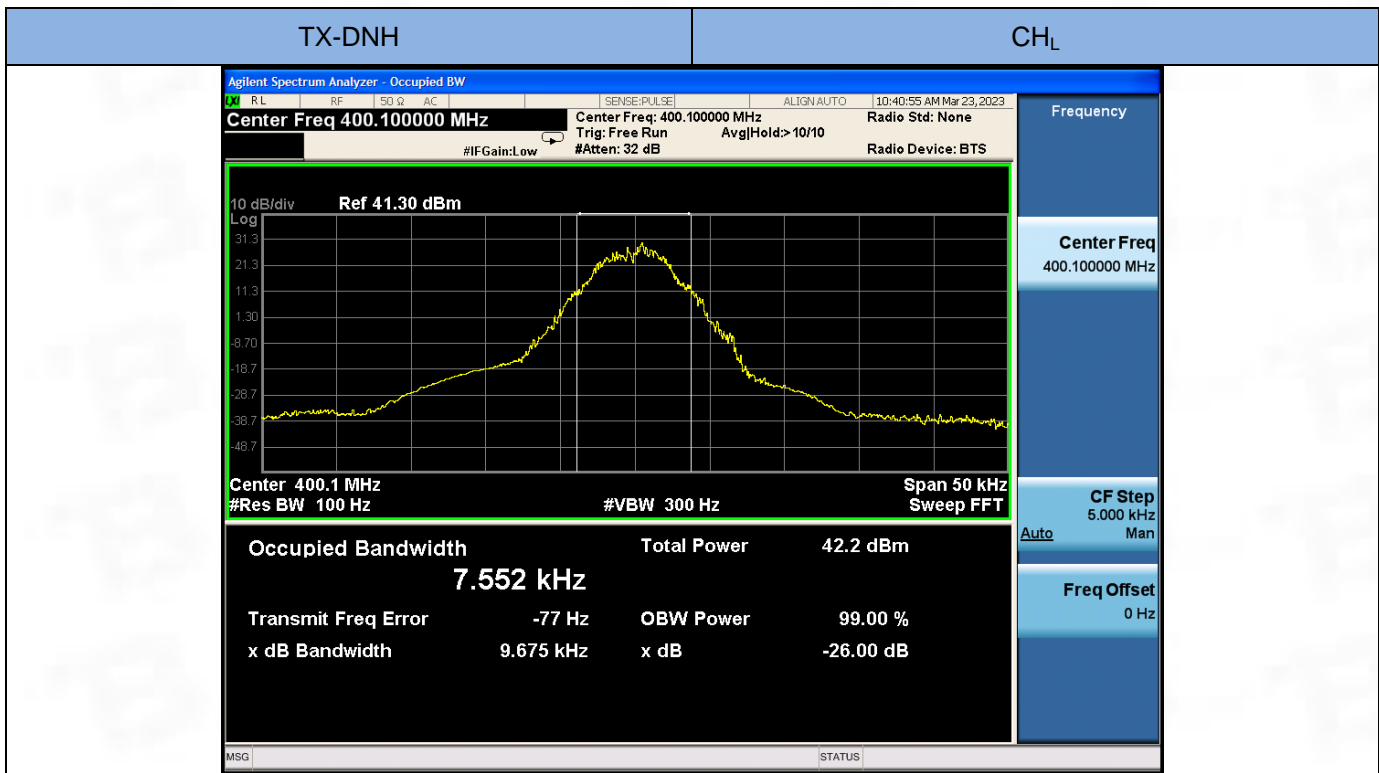 TX-DNH CH_L
Agilent Spectrum Analyzer - Occupied BW
LXI RL RF 50 Ω AC SENSE:PULSE ALIGN AUTO 10:40:55 AM Mar 23, 2023
Center Freq 400.100000 MHz Center Freq: 400.100000 MHz Radio Std: None
Trig: Free Run Avg|Hold:>10/10
#IFGain:Low #Atten: 32 dB Radio Device: BTS
Frequency
10 dB/div Ref 41.30 dBm
Log
31.3
21.3
11.3
1.30
-8.70
-18.7
-28.7
-38.7
-48.7
Center 400.1 MHz Span 50 kHz
#Res BW 100 Hz #VBW 300 Hz Sweep FFT
Occupied Bandwidth Total Power 42.2 dBm
7.552 kHz
Transmit Freq Error -77 Hz OBW Power 99.00 %
x dB Bandwidth 9.675 kHz x dB -26.00 dB
Center Freq
400.100000 MHz
CF Step
5.000 kHz
Auto Man
Freq Offset
0 Hz
MSG STATUS